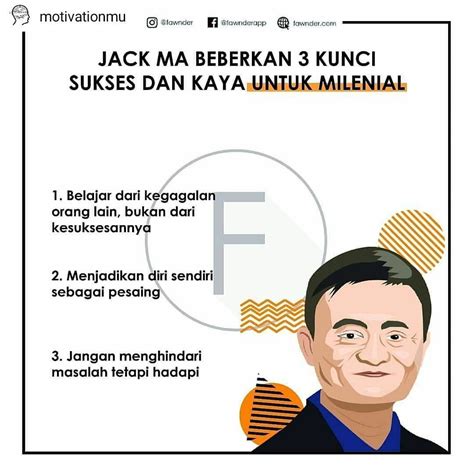 motivationmu
@fawnder
@fawnderapp
fawnder.com
JACK MA BEBERKAN 3 KUNCI
SUKSES DAN KAYA UNTUK MILENIAL
F
1. Belajar dari kegagalan
orang lain, bukan dari
kesuksesannya
2. Menjadikan diri sendiri
sebagai pesaing
3. Jangan menghindari
masalah tetapi hadapi